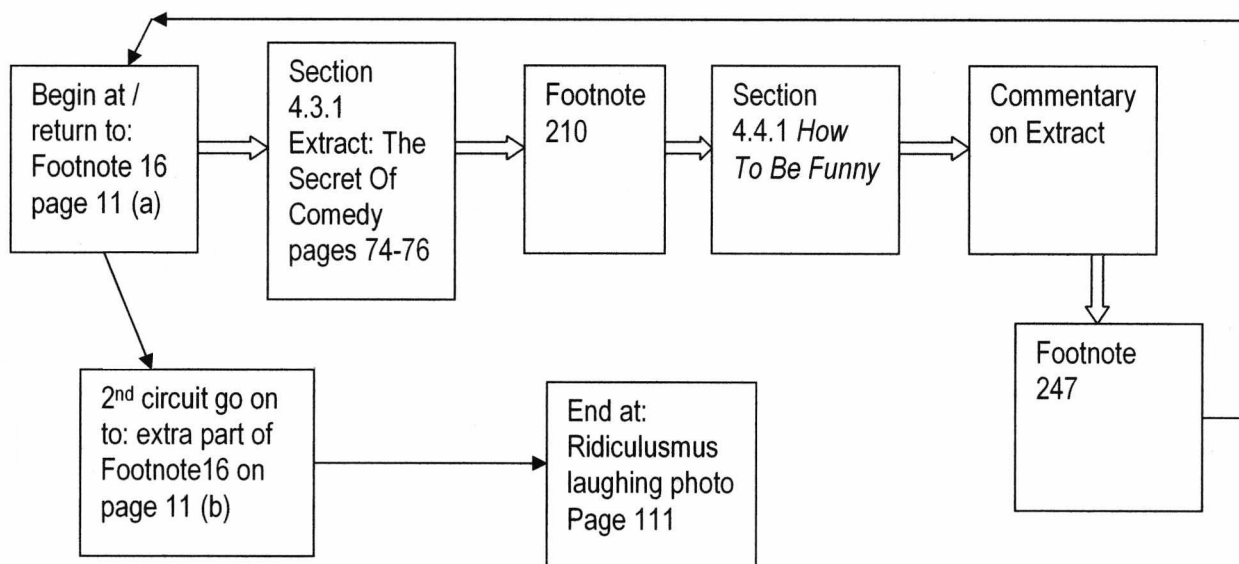 Begin at /
return to:
Footnote 16
page 11 (a)
Section
4.3.1
Extract: The
Secret Of
Comedy
pages 74-76
Footnote
210
Section
4.4.1 How
To Be Funny
Commentary
on Extract
Footnote
247
2nd circuit go on
to: extra part of
Footnote16 on
page 11 (b)
End at:
Ridiculusmus
laughing photo
Page 111